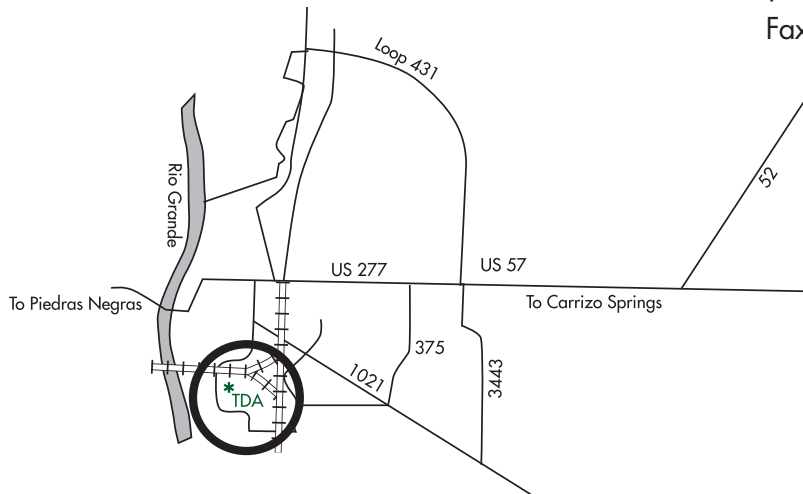 Fax
Loop 431
Rio Grande
52
US 277
US 57
To Piedras Negras
To Carrizo Springs
375
1021
3443
*TDA